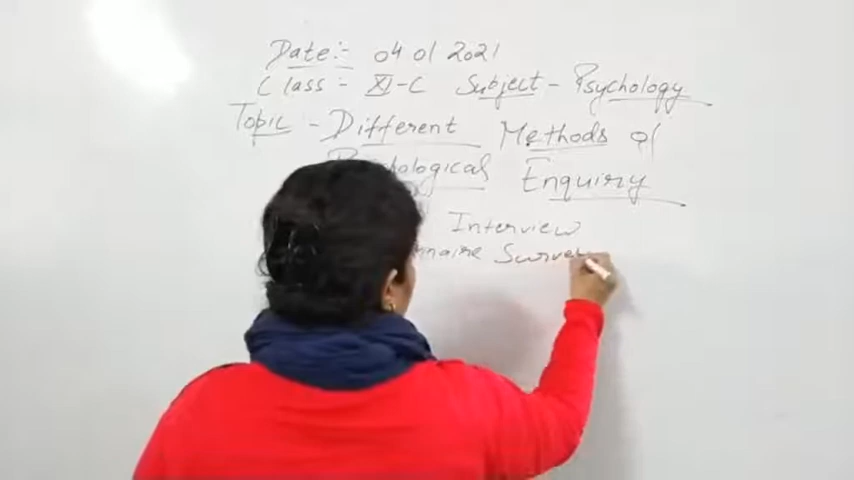 Date:- 04 01 2021
Class:- XI-C Subject - Psychology
Topic - Different Methods of
Enquiry
Interview
Survey